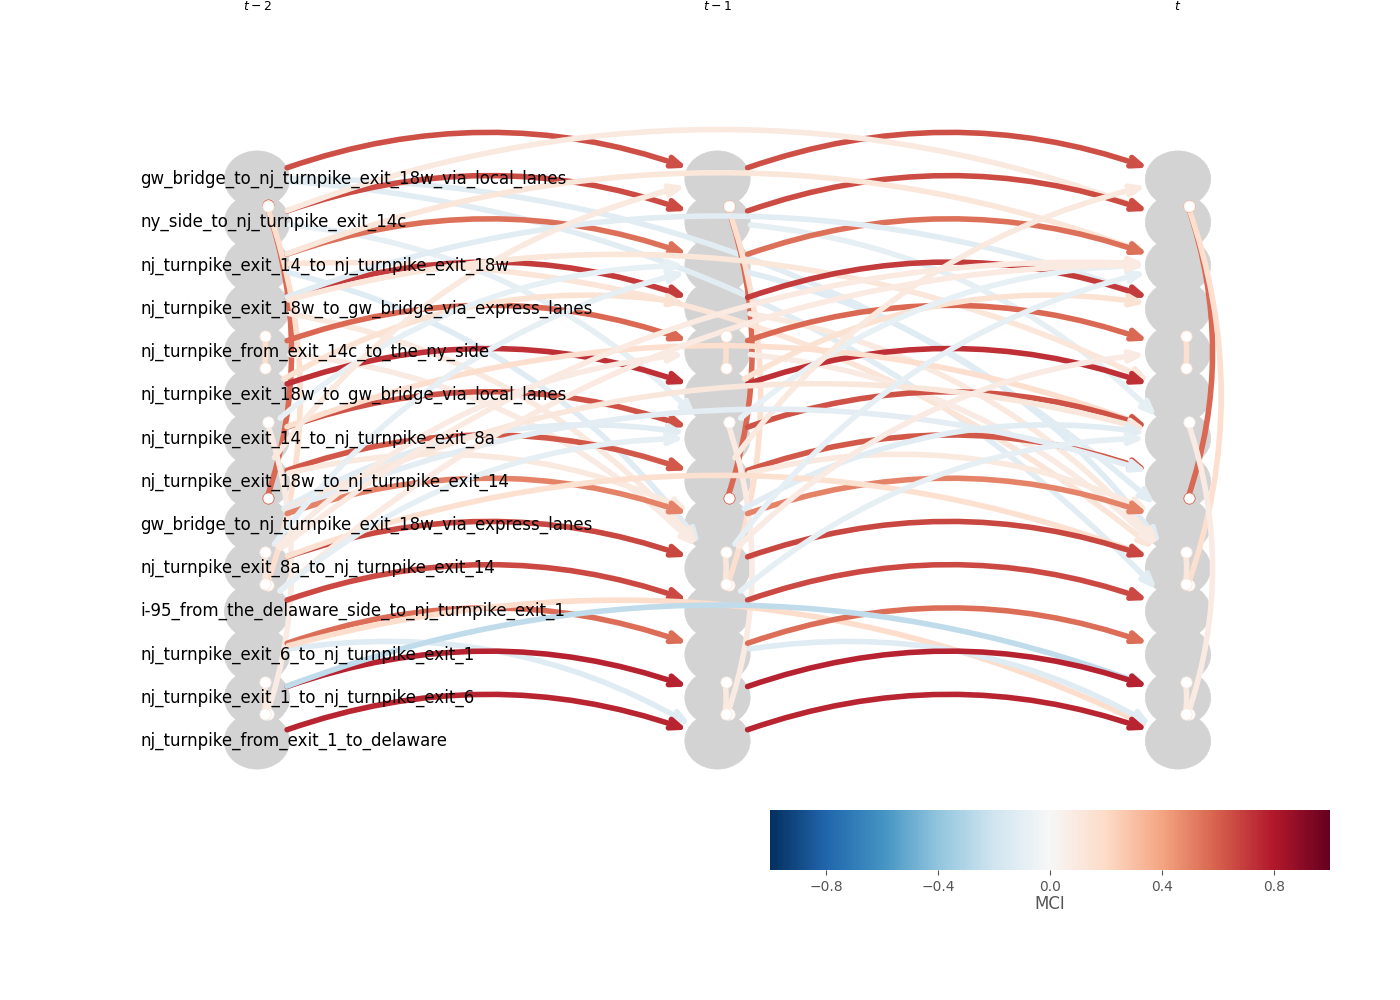 t − 2
t − 1
t
gw_bridge_to_nj_turnpike_exit_18w_via_local_lanes
ny_side_to_nj_turnpike_exit_14c
nj_turnpike_exit_14_to_nj_turnpike_exit_18w
nj_turnpike_exit_18w_to_gw_bridge_via_express_lanes
nj_turnpike_from_exit_14c_to_the_ny_side
nj_turnpike_exit_18w_to_gw_bridge_via_local_lanes
nj_turnpike_exit_14_to_nj_turnpike_exit_8a
nj_turnpike_exit_18w_to_nj_turnpike_exit_14
gw_bridge_to_nj_turnpike_exit_18w_via_express_lanes
nj_turnpike_exit_8a_to_nj_turnpike_exit_14
i-95_from_the_delaware_side_to_nj_turnpike_exit_1
nj_turnpike_exit_6_to_nj_turnpike_exit_1
nj_turnpike_exit_1_to_nj_turnpike_exit_6
nj_turnpike_from_exit_1_to_delaware
−0.8 −0.4 0.0 0.4 0.8
MCI